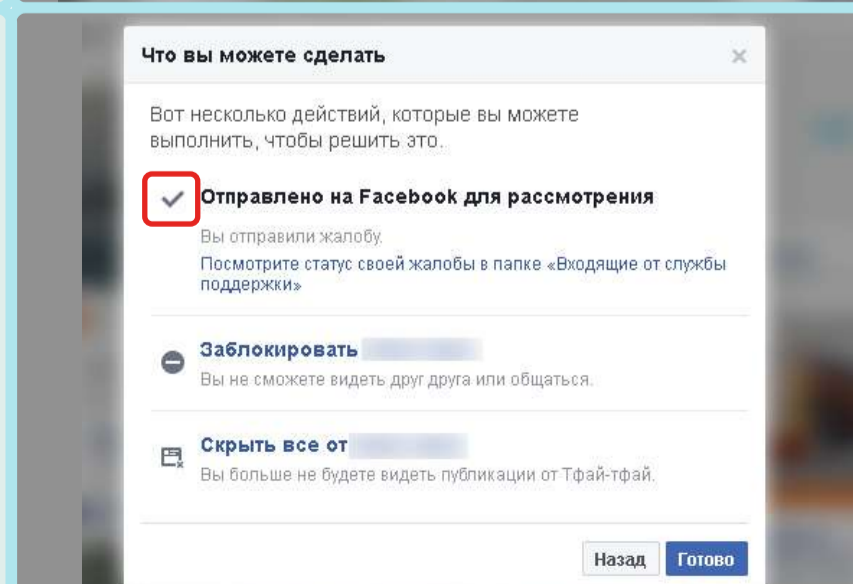 Что вы можете сделать
Вот несколько действий, которые вы можете
выполнить, чтобы решить это.
Отправлено на Facebook для рассмотрения
Вы отправили жалобу.
Посмотрите статус своей жалобы в папке «Входящие от службы
поддержки»
Заблокировать
Вы не сможете видеть друг друга или общаться.
Скрыть все от
Вы больше не будете видеть публикации от Тфай-тфай.
Назад Готово